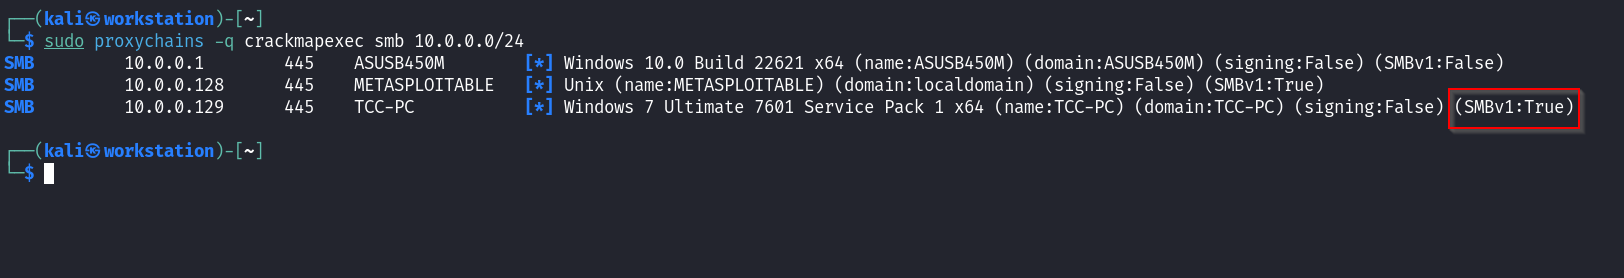 ┌──(kali㉿workstation)-[~]
└─$ sudo proxychains -q crackmapexec smb 10.0.0.0/24
SMB 10.0.0.1 445 ASUSB450M [*] Windows 10.0 Build 22621 x64 (name:ASUSB450M) (domain:ASUSB450M) (signing:False) (SMBv1:False)
SMB 10.0.0.128 445 METASPLOITABLE [*] Unix (name:METASPLOITABLE) (domain:localdomain) (signing:False) (SMBv1:True)
SMB 10.0.0.129 445 TCC-PC [*] Windows 7 Ultimate 7601 Service Pack 1 x64 (name:TCC-PC) (domain:TCC-PC) (signing:False) (SMBv1:True)
┌──(kali㉿workstation)-[~]
└─$